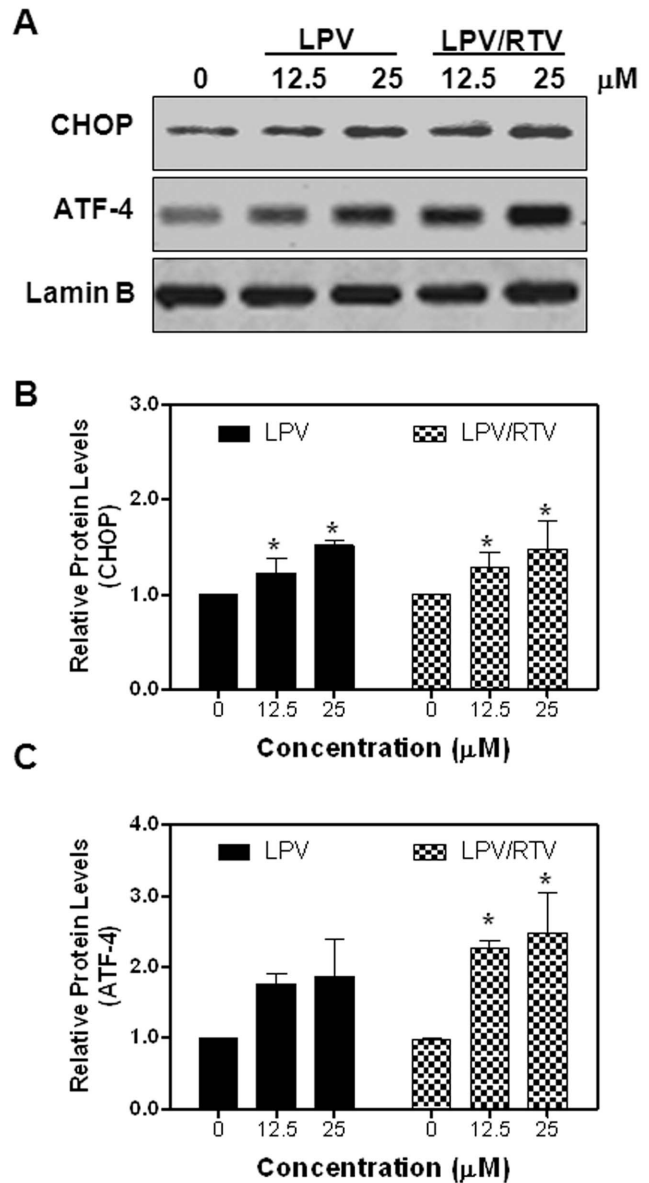 A
LPV LPV/RTV
0 12.5 25 12.5 25 μM
CHOP
ATF-4
Lamin B
B
3.0
2.0
1.0
0.0
Relative Protein Levels
(CHOP)
LPV LPV/RTV
* * * *
0 12.5 25 0 12.5 25
Concentration (μM)
C
4.0
3.0
2.0
1.0
0.0
Relative Protein Levels
(ATF-4)
LPV LPV/RTV
* *
0 12.5 25 0 12.5 25
Concentration (μM)